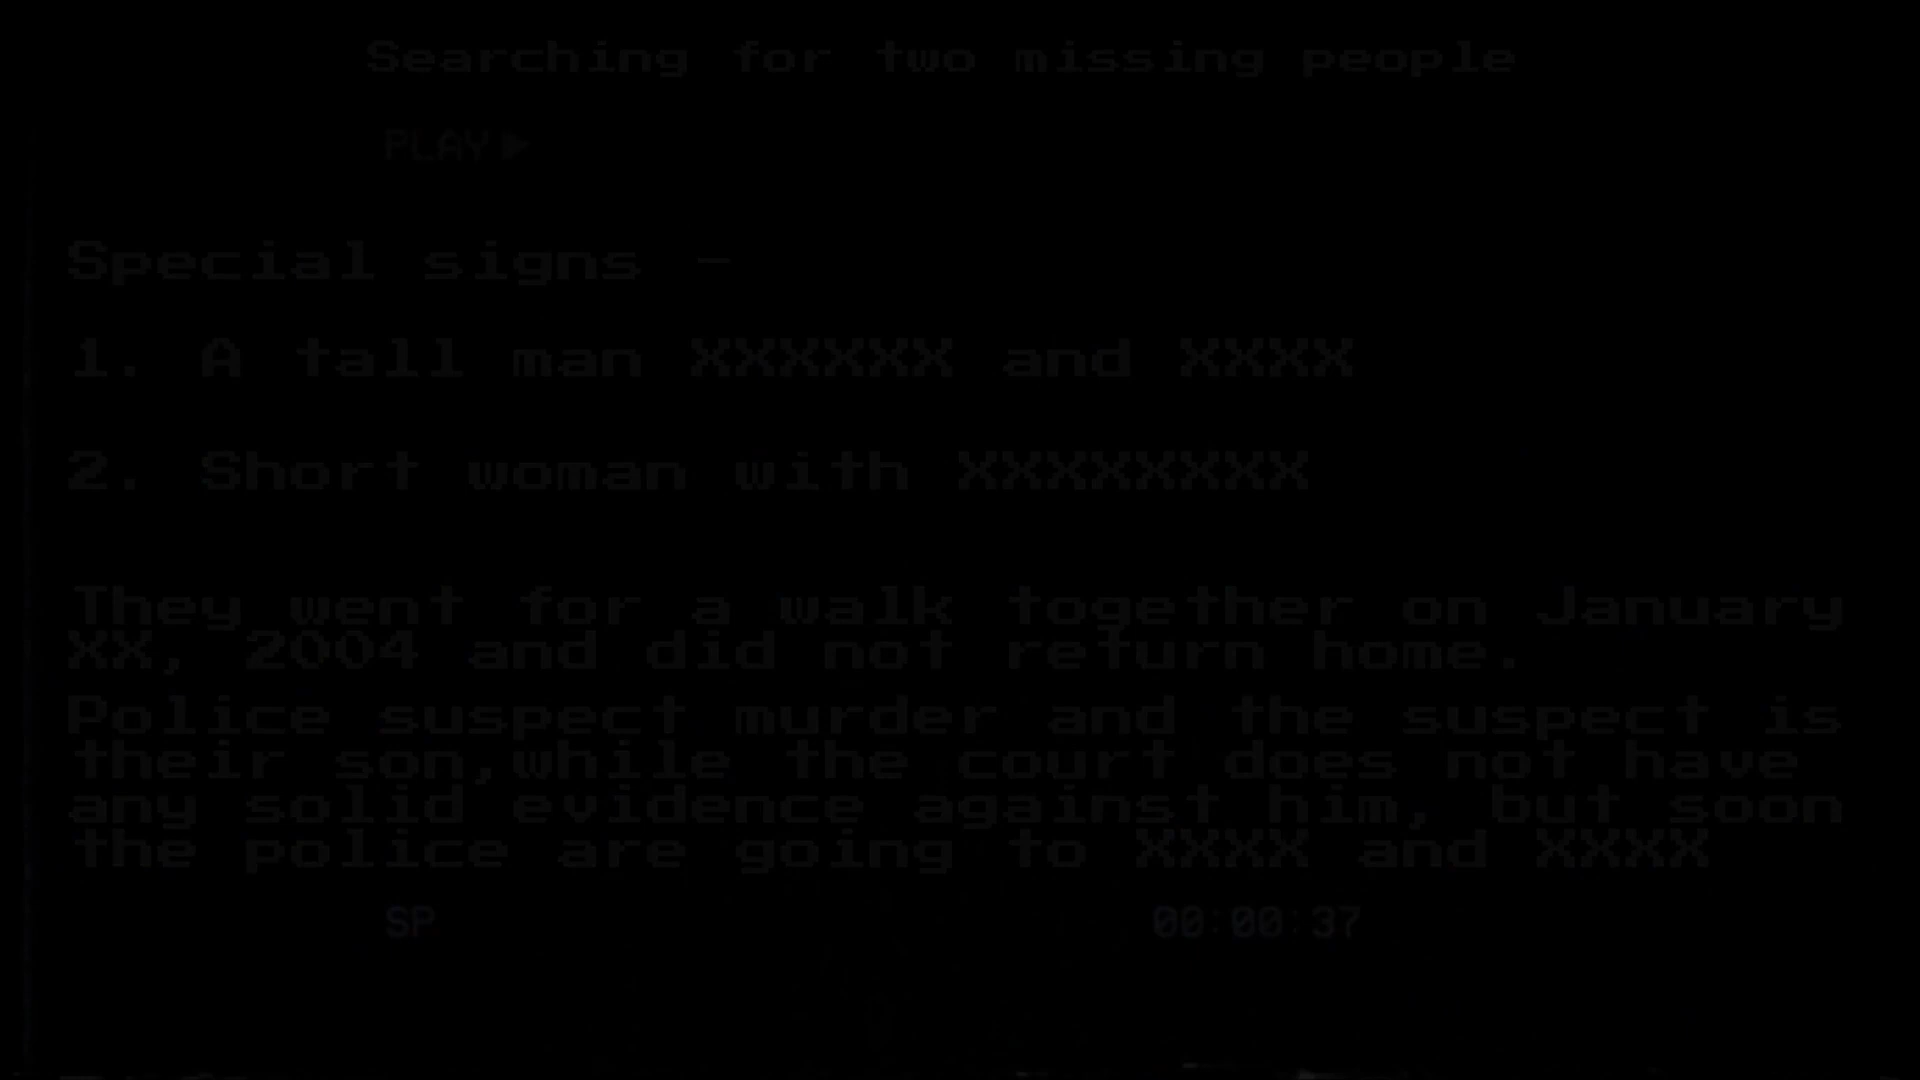 Searching for two missing people
PLAY
Special signs -
1. A tall man XXXXXX and XXXX
2. Short woman with XXXXXXXX
They went for a walk together on January
XX, 2004 and did not return home.
Police suspect murder and the suspect is
their son,while the court does not have
any solid evidence against him, but soon
the police are going to XXXX and XXXX
SP 00:00:37